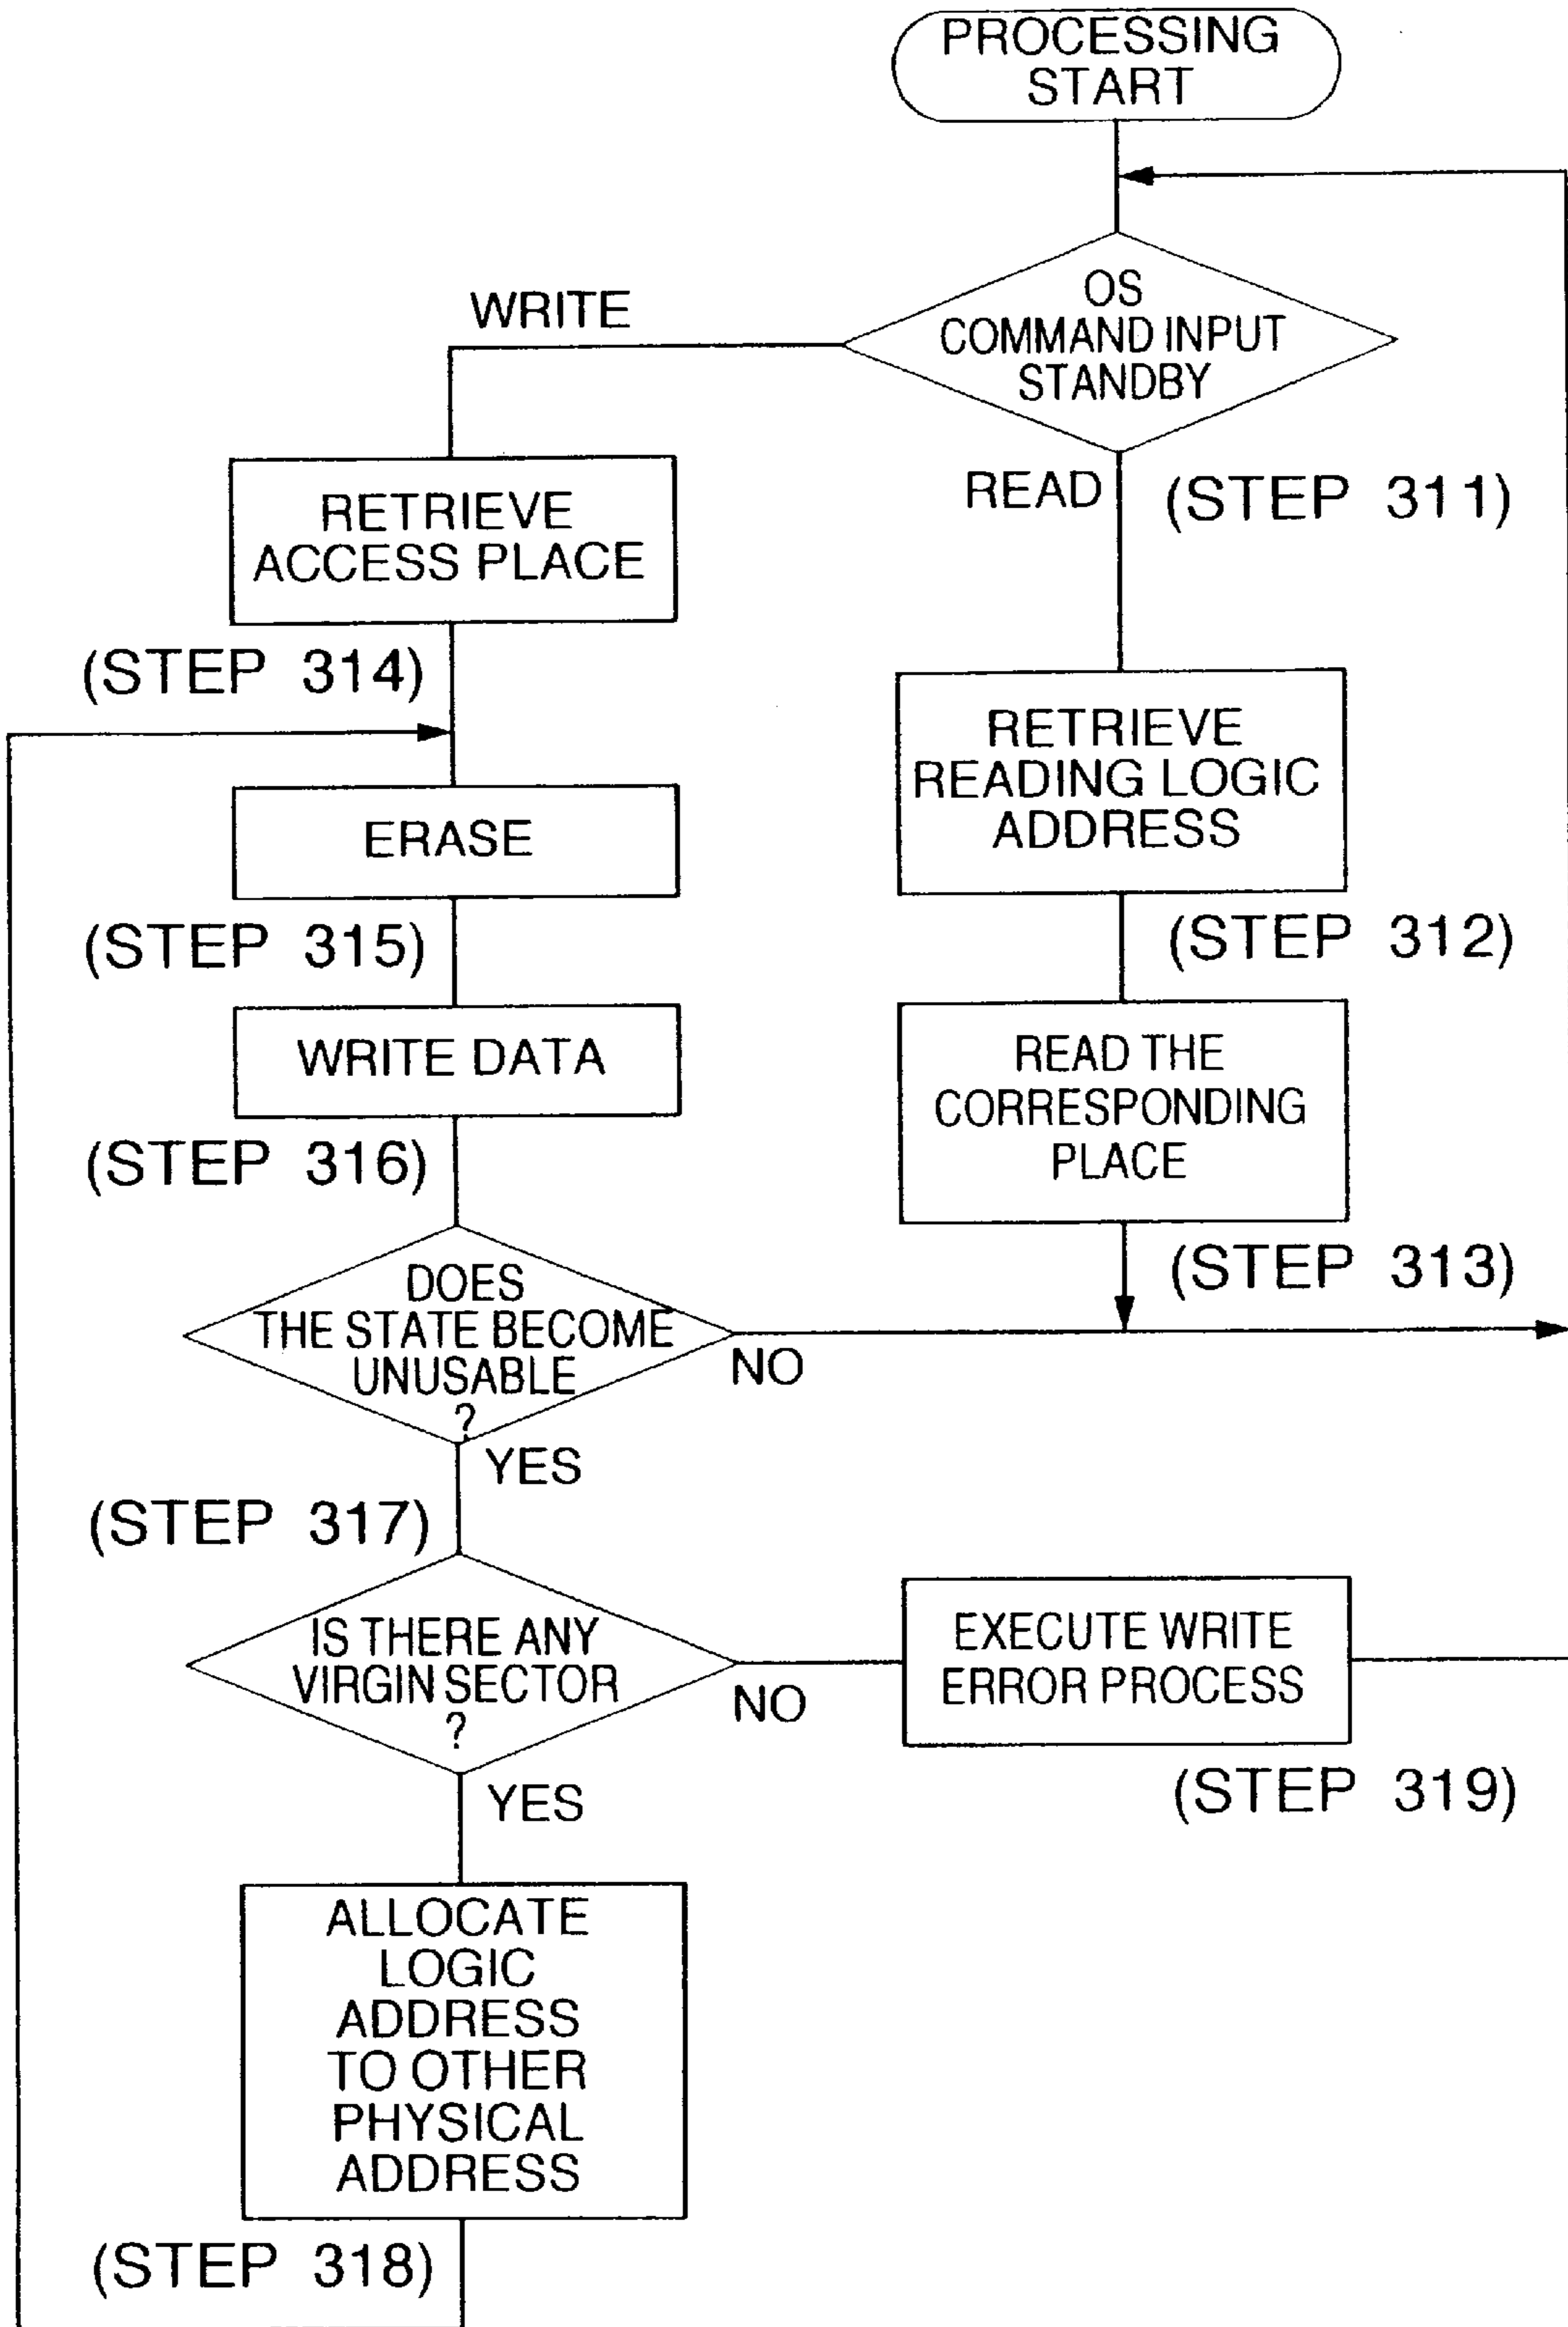 PROCESSING
START
OS
COMMAND INPUT
STANDBY
WRITE
READ
(STEP 311)
RETRIEVE
ACCESS PLACE
(STEP 314)
RETRIEVE
READING LOGIC
ADDRESS
(STEP 312)
ERASE
(STEP 315)
WRITE DATA
(STEP 316)
READ THE
CORRESPONDING
PLACE
(STEP 313)
DOES
THE STATE BECOME
UNUSABLE
?
NO
YES
(STEP 317)
IS THERE ANY
VIRGIN SECTOR
?
NO
EXECUTE WRITE
ERROR PROCESS
(STEP 319)
YES
ALLOCATE
LOGIC
ADDRESS
TO OTHER
PHYSICAL
ADDRESS
(STEP 318)